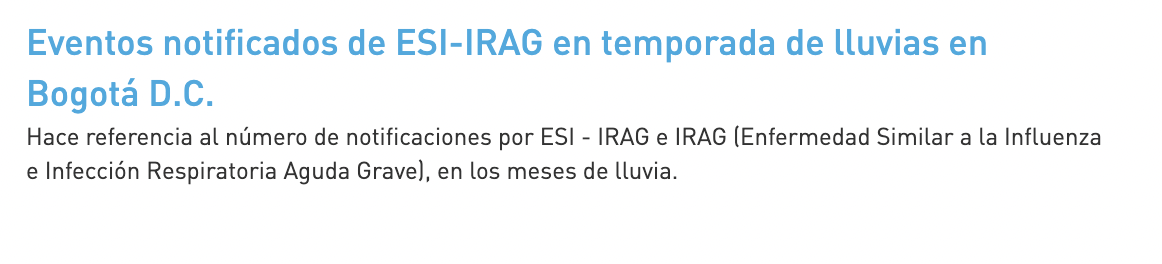 Eventos notificados de ESI-IRAG en temporada de lluvias en
Bogotá D.C.
Hace referencia al número de notificaciones por ESI - IRAG e IRAG (Enfermedad Similar a la Influenza
e Infección Respiratoria Aguda Grave), en los meses de lluvia.